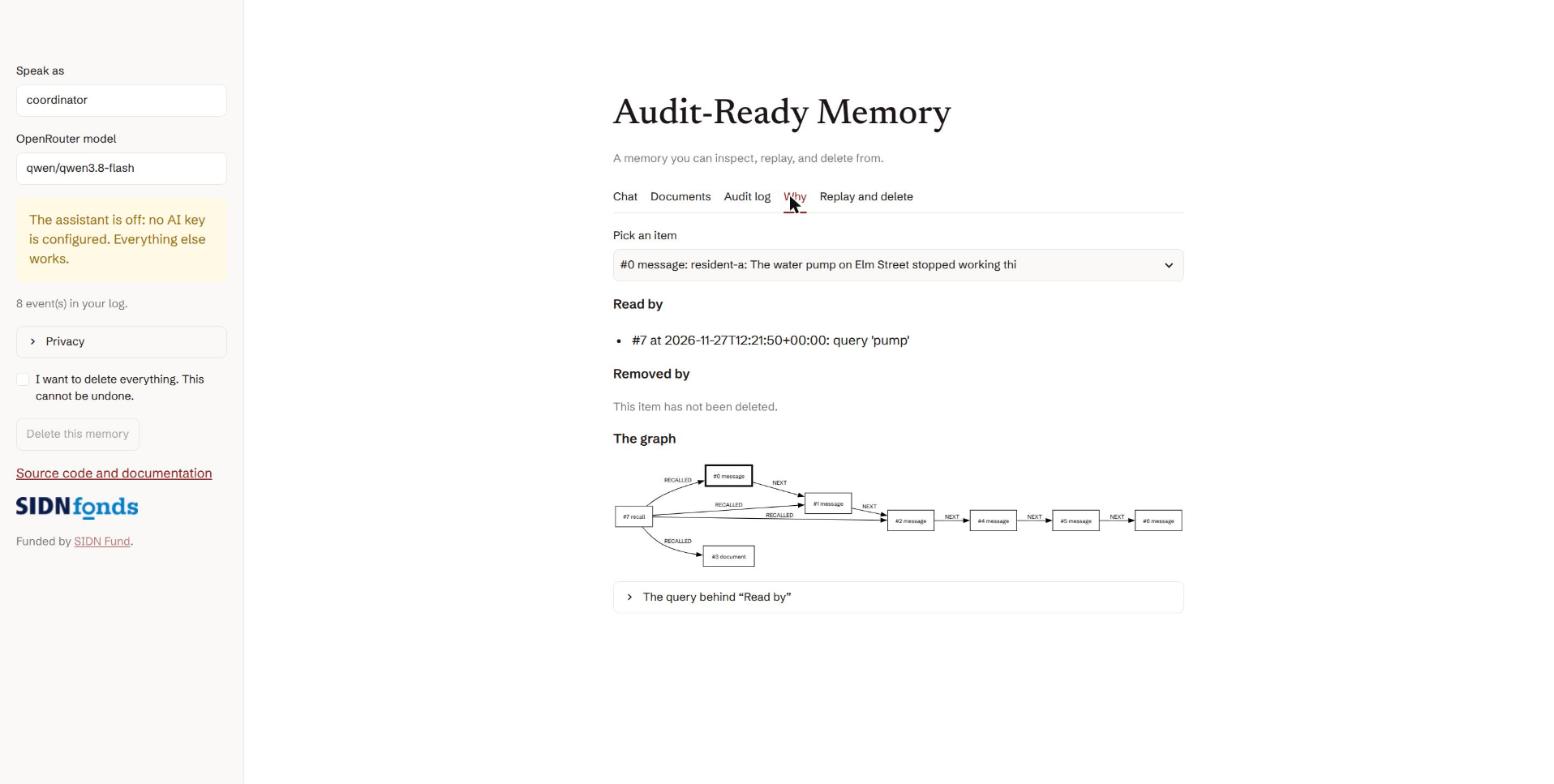 Speak as
coordinator
OpenRouter model
qwen/qwen3.8-flash
The assistant is off: no AI key
is configured. Everything else
works.
8 event(s) in your log.
Privacy
I want to delete everything. This
cannot be undone.
Delete this memory
Source code and documentation
SIDN fonds
Funded by SIDN Fund.
Audit-Ready Memory
A memory you can inspect, replay, and delete from.
Chat Documents Audit log Why Replay and delete
Pick an item
#0 message: resident-a: The water pump on Elm Street stopped working thi
Read by
#7 at 2026-11-27T12:21:50+00:00: query 'pump'
Removed by
This item has not been deleted.
The graph
#0 message
RECALLED
NEXT
#1 message
RECALLED
NEXT
#7 recall
RECALLED
#2 message NEXT #4 message NEXT #5 message NEXT #6 message
RECALLED
#3 document
The query behind “Read by”